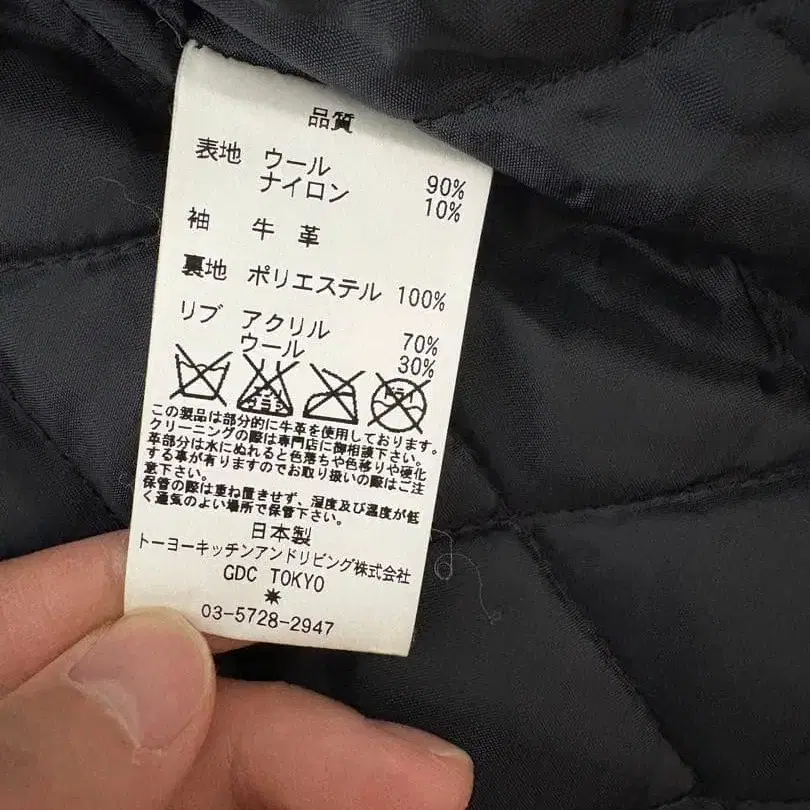 品質
表地 ウール 90%
ナイロン 10%
袖 牛革
裏地 ポリエステル 100%
リブ アクリル 70%
ウール 30%
エンソ サラシ ドライ
この製品は部分的に牛革を使用しております。
クリーニングの際は専門店に御相談下さい。
革部分は水にぬれると色落ちや色移りや硬化
する事が有りますのでお取り扱いの際はご注
意下さい。
保管の際は重ね置きせず、湿度及び温度が低
く通気のよい場所で保管下さい。
日本製
トーヨーキッチンアンドリビング株式会社
GDC TOKYO
03-5728-2947